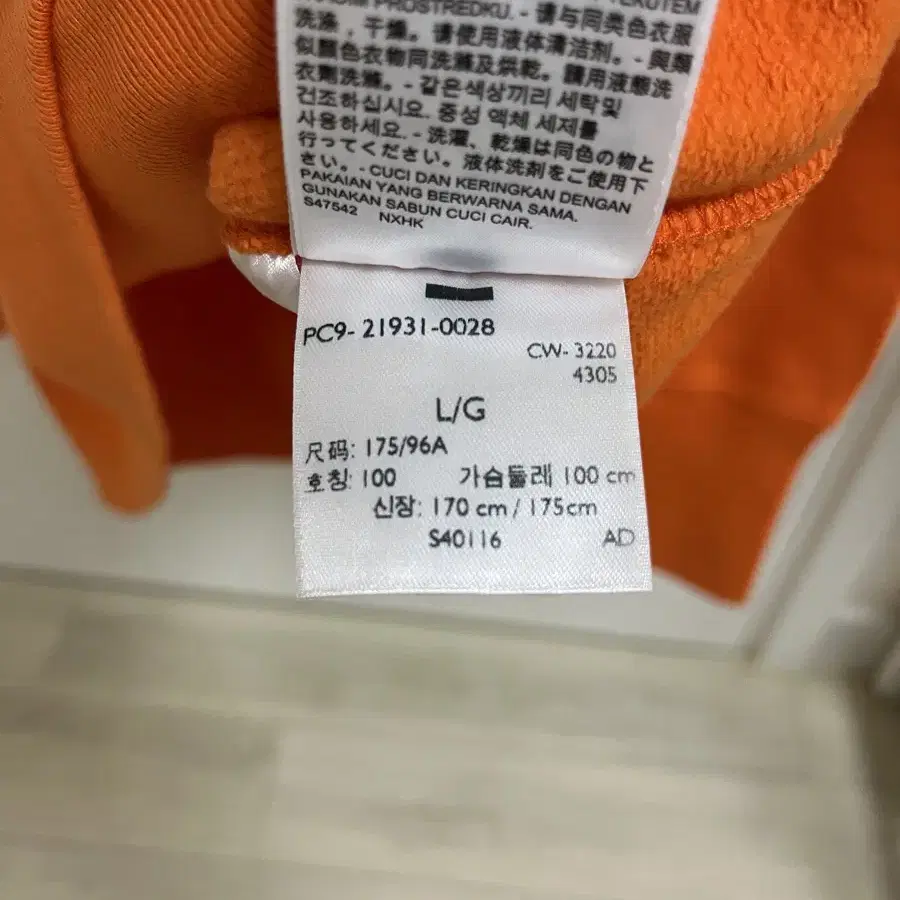 PROSTREDKU. - 请与同类色衣服
洗涤，干燥。请使用液体清洁剂。- 與類
似顏色衣物同洗滌及烘乾。請用液態洗
衣劑洗滌。- 같은색상끼리 세탁및
건조하십시요. 중성 액체 세제를
사용하세요. - 洗濯、乾燥は同色の物と
行ってください。液体洗剤をご使用下
さい。- CUCI DAN KERINGKAN DENGAN
PAKAIAN YANG BERWARNA SAMA.
GUNAKAN SABUN CUCI CAIR.
S47542 NXHK
PC9- 21931-0028
CW- 3220
4305
L/G
尺码: 175/96A
호칭: 100 가슴둘레 100 cm
신장: 170 cm / 175cm
S40116 AD